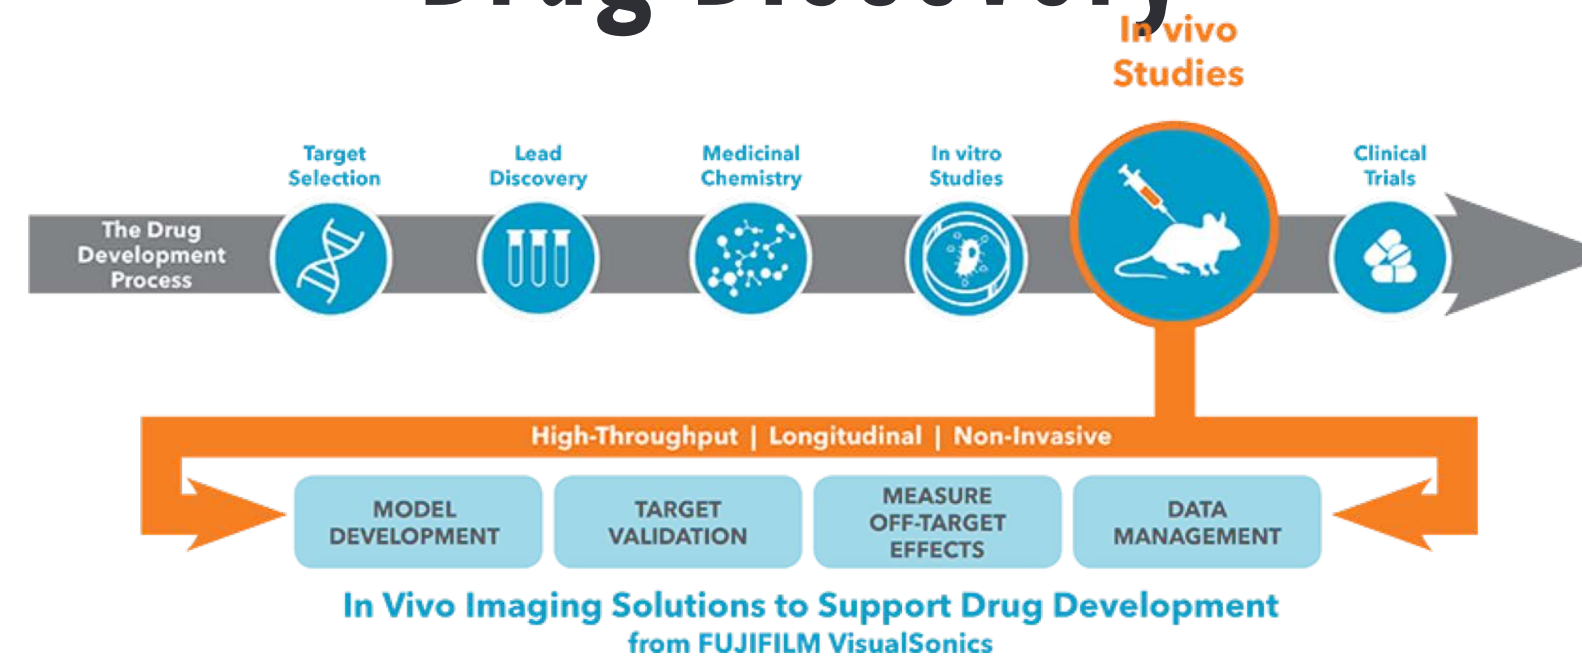 Drug Discovery
In vivo
Studies
Target
Selection
Lead
Discovery
Medicinal
Chemistry
In vitro
Studies
Clinical
Trials
The Drug
Development
Process
High-Throughput | Longitudinal | Non-Invasive
MODEL
DEVELOPMENT
TARGET
VALIDATION
MEASURE
OFF-TARGET
EFFECTS
DATA
MANAGEMENT
In Vivo Imaging Solutions to Support Drug Development
from FUJIFILM VisualSonics